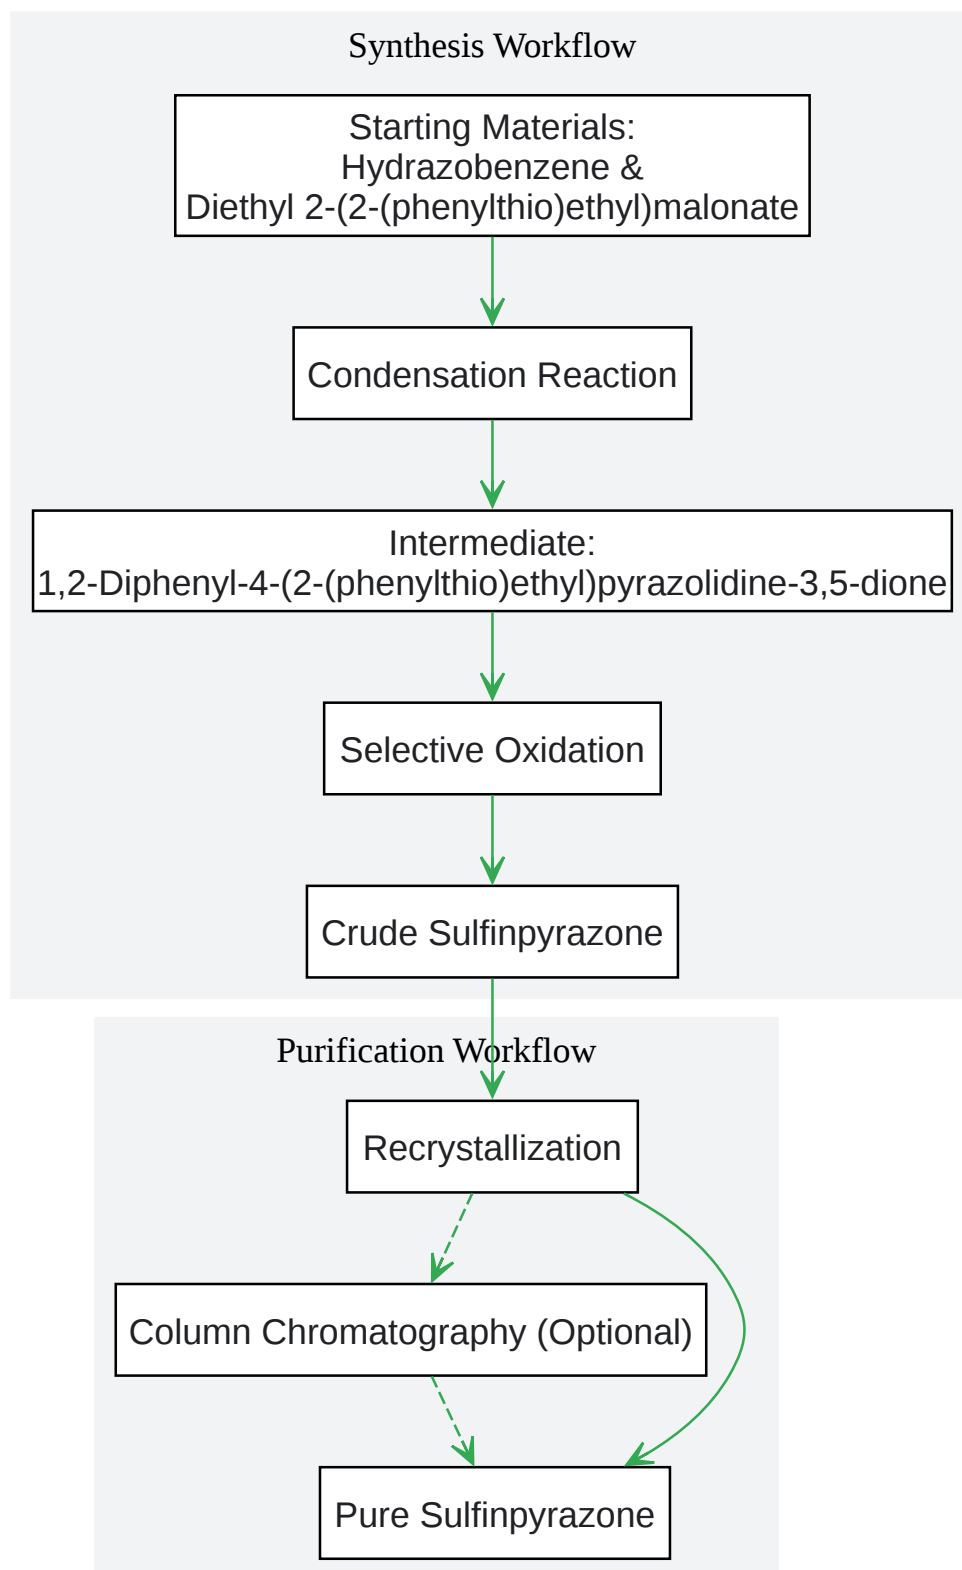 Synthesis Workflow
Starting Materials:
Hydrazobenzene &
Diethyl 2-(2-(phenylthio)ethyl)malonate
Condensation Reaction
Intermediate:
1,2-Diphenyl-4-(2-(phenylthio)ethyl)pyrazolidine-3,5-dione
Selective Oxidation
Crude Sulfinpyrazone
Purification Workflow
Recrystallization
Column Chromatography (Optional)
Pure Sulfinpyrazone